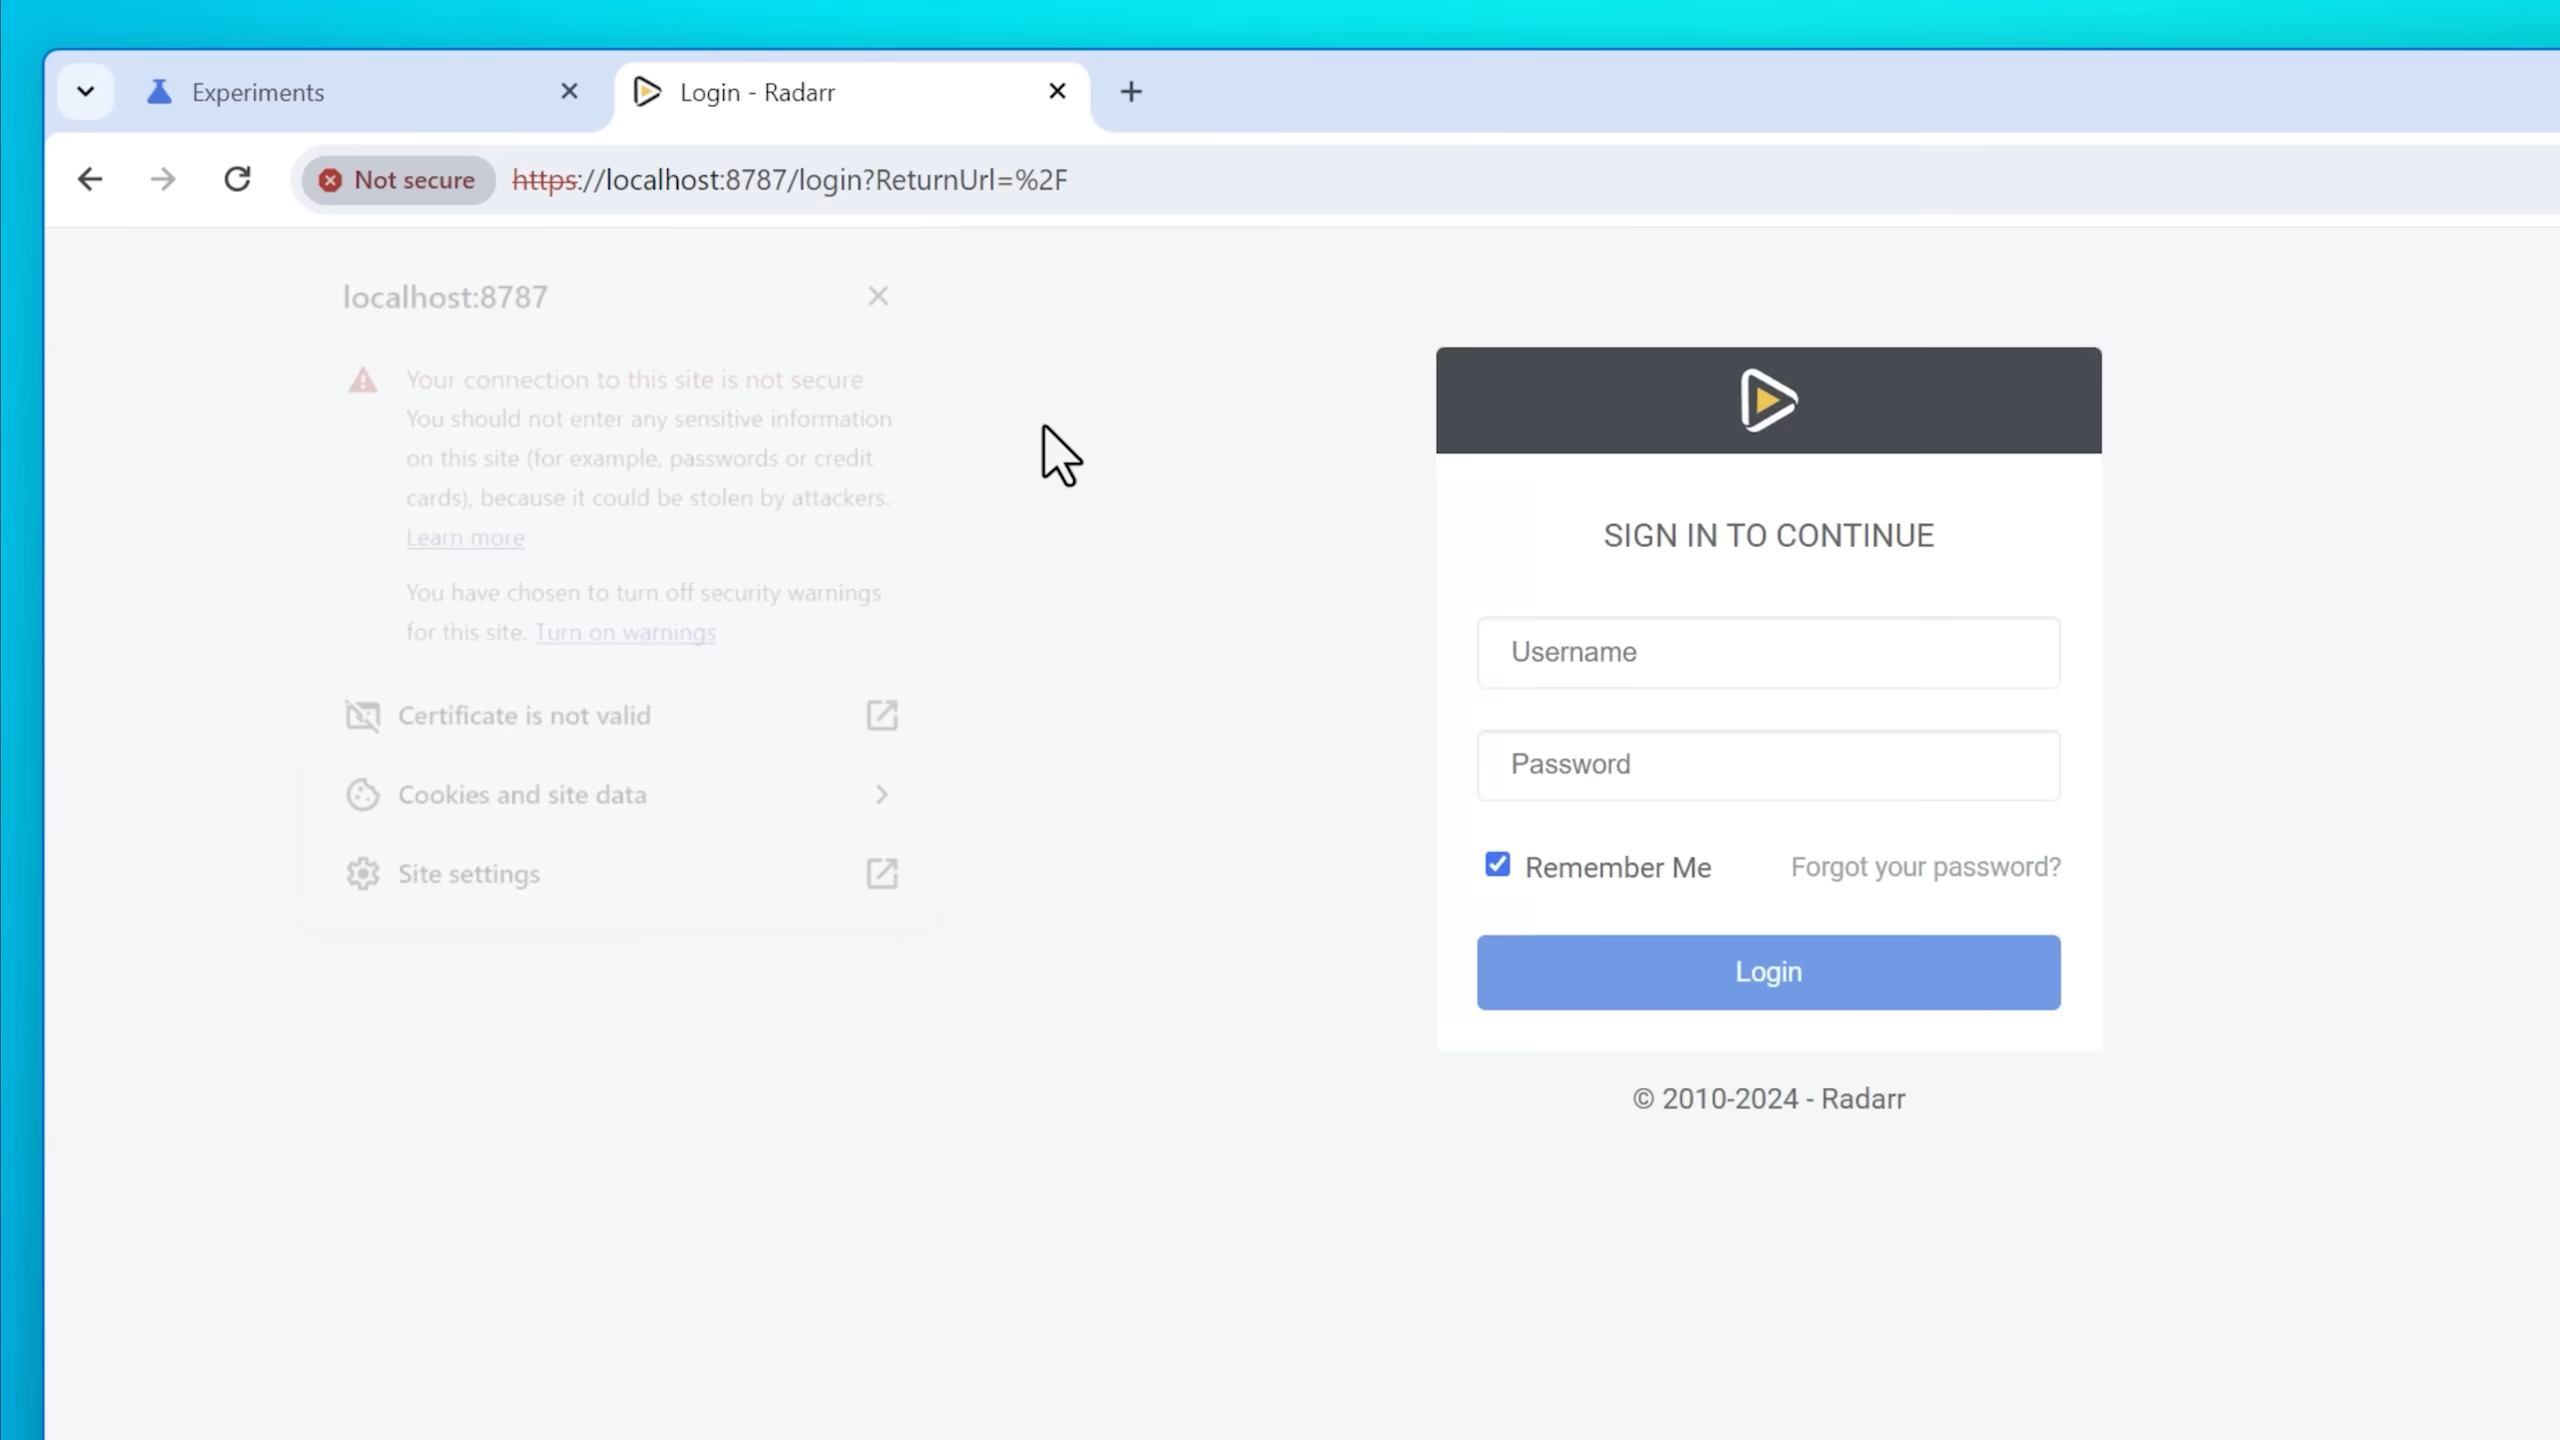 Experiments
Login - Radarr
Not secure
https://localhost:8787/login?ReturnUrl=%2F
localhost:8787
Your connection to this site is not secure
You should not enter any sensitive information
on this site (for example, passwords or credit
cards), because it could be stolen by attackers.
Learn more
You have chosen to turn off security warnings
for this site. Turn on warnings
Certificate is not valid
Cookies and site data
Site settings
SIGN IN TO CONTINUE
Username
Password
Remember Me
Forgot your password?
Login
© 2010-2024 - Radarr